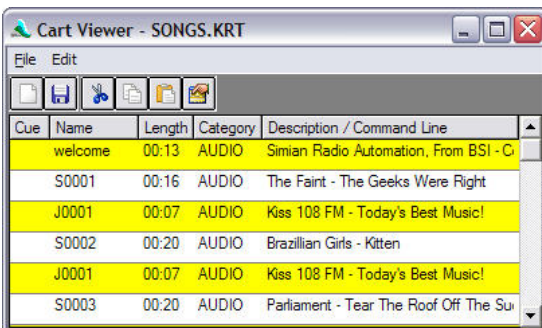 Cart Viewer - SONGS.KRT
File Edit
Cue Name Length Category Description / Command Line
welcome 00:13 AUDIO Simian Radio Automation, From BSI -
S0001 00:16 AUDIO The Faint - The Geeks Were Right
J0001 00:07 AUDIO Kiss 108 FM - Today's Best Music!
S0002 00:20 AUDIO Brazillian Girls - Kitten
J0001 00:07 AUDIO Kiss 108 FM - Today's Best Music!
S0003 00:20 AUDIO Parliament - Tear The Roof Off The